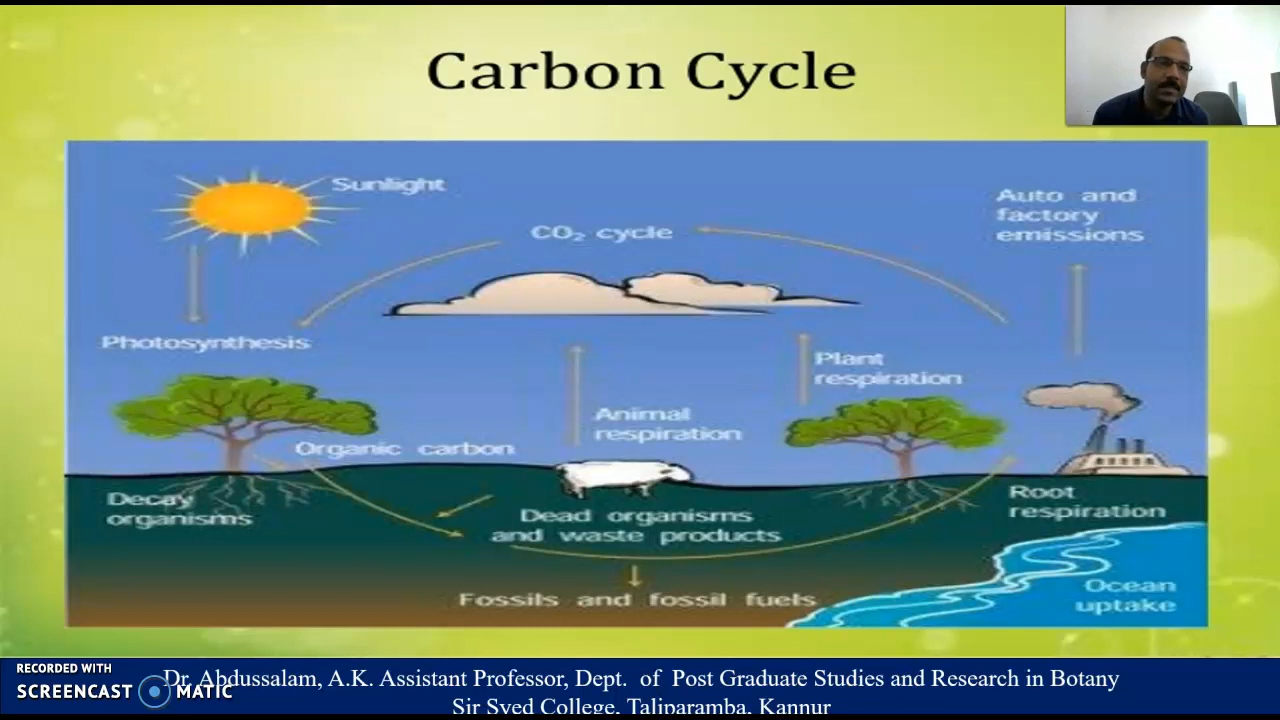 Carbon Cycle
Sunlight
CO₂ cycle
Auto and
factory
emissions
Photosynthesis
Plant
respiration
Animal
respiration
Organic carbon
Decay
organisms
Dead organisms
and waste products
Root
respiration
Fossils and fossil fuels
Ocean
uptake
RECORDED WITH
SCREENCAST MATIC
Dr. Abdussalam, A.K. Assistant Professor, Dept. of Post Graduate Studies and Research in Botany
Sir Syed College, Taliparamba, Kannur